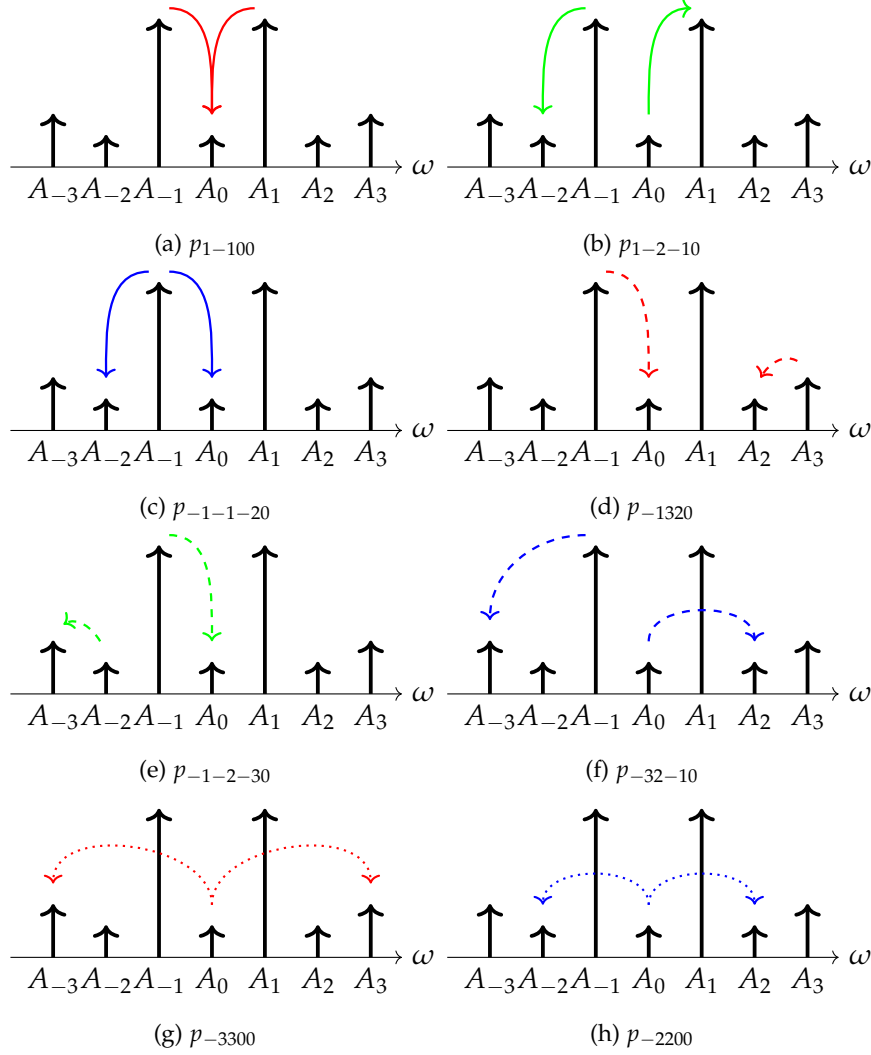 A₋₃ A₋₂ A₋₁ A₀ A₁ A₂ A₃ ω
(a) p₁₋₁₀₀
A₋₃ A₋₂ A₋₁ A₀ A₁ A₂ A₃ ω
(b) p₁₋₂₋₁₀
A₋₃ A₋₂ A₋₁ A₀ A₁ A₂ A₃ ω
(c) p₋₁₋₁₋₂₀
A₋₃ A₋₂ A₋₁ A₀ A₁ A₂ A₃ ω
(d) p₋₁₃₂₀
A₋₃ A₋₂ A₋₁ A₀ A₁ A₂ A₃ ω
(e) p₋₁₋₂₋₃₀
A₋₃ A₋₂ A₋₁ A₀ A₁ A₂ A₃ ω
(f) p₋₃₂₋₁₀
A₋₃ A₋₂ A₋₁ A₀ A₁ A₂ A₃ ω
(g) p₋₃₃₀₀
A₋₃ A₋₂ A₋₁ A₀ A₁ A₂ A₃ ω
(h) p₋₂₂₀₀